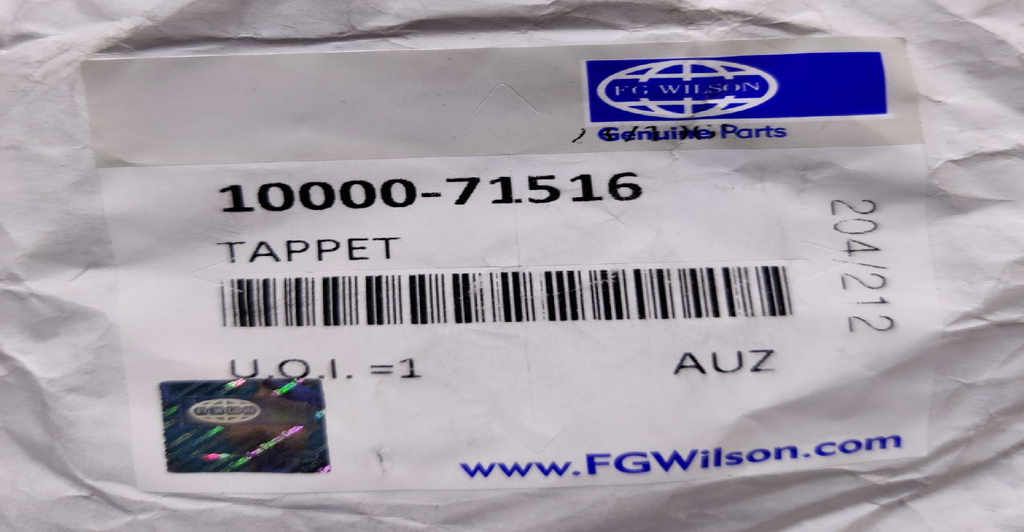 FG WILSON
Genuine Parts
10000-71516
TAPPET
204/212
U.O.I. =1
AUZ
www.FGWilson.com